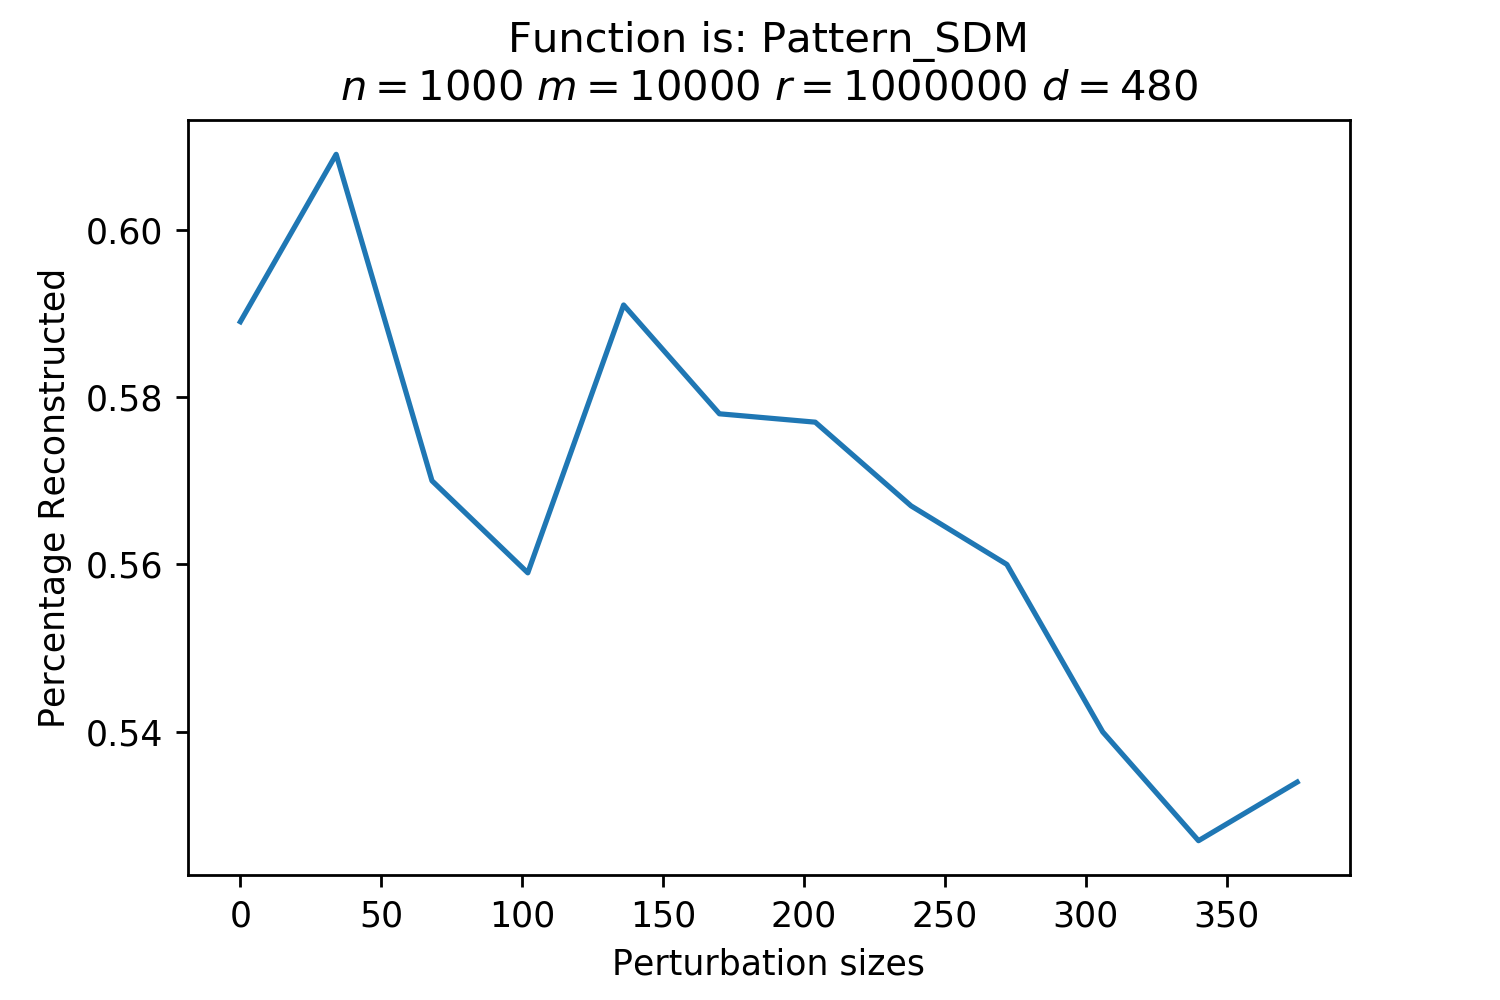 Function is: Pattern_SDM
n = 1000 m = 10000 r = 1000000 d = 480
Percentage Reconstructed
0.60
0.58
0.56
0.54
0 50 100 150 200 250 300 350
Perturbation sizes